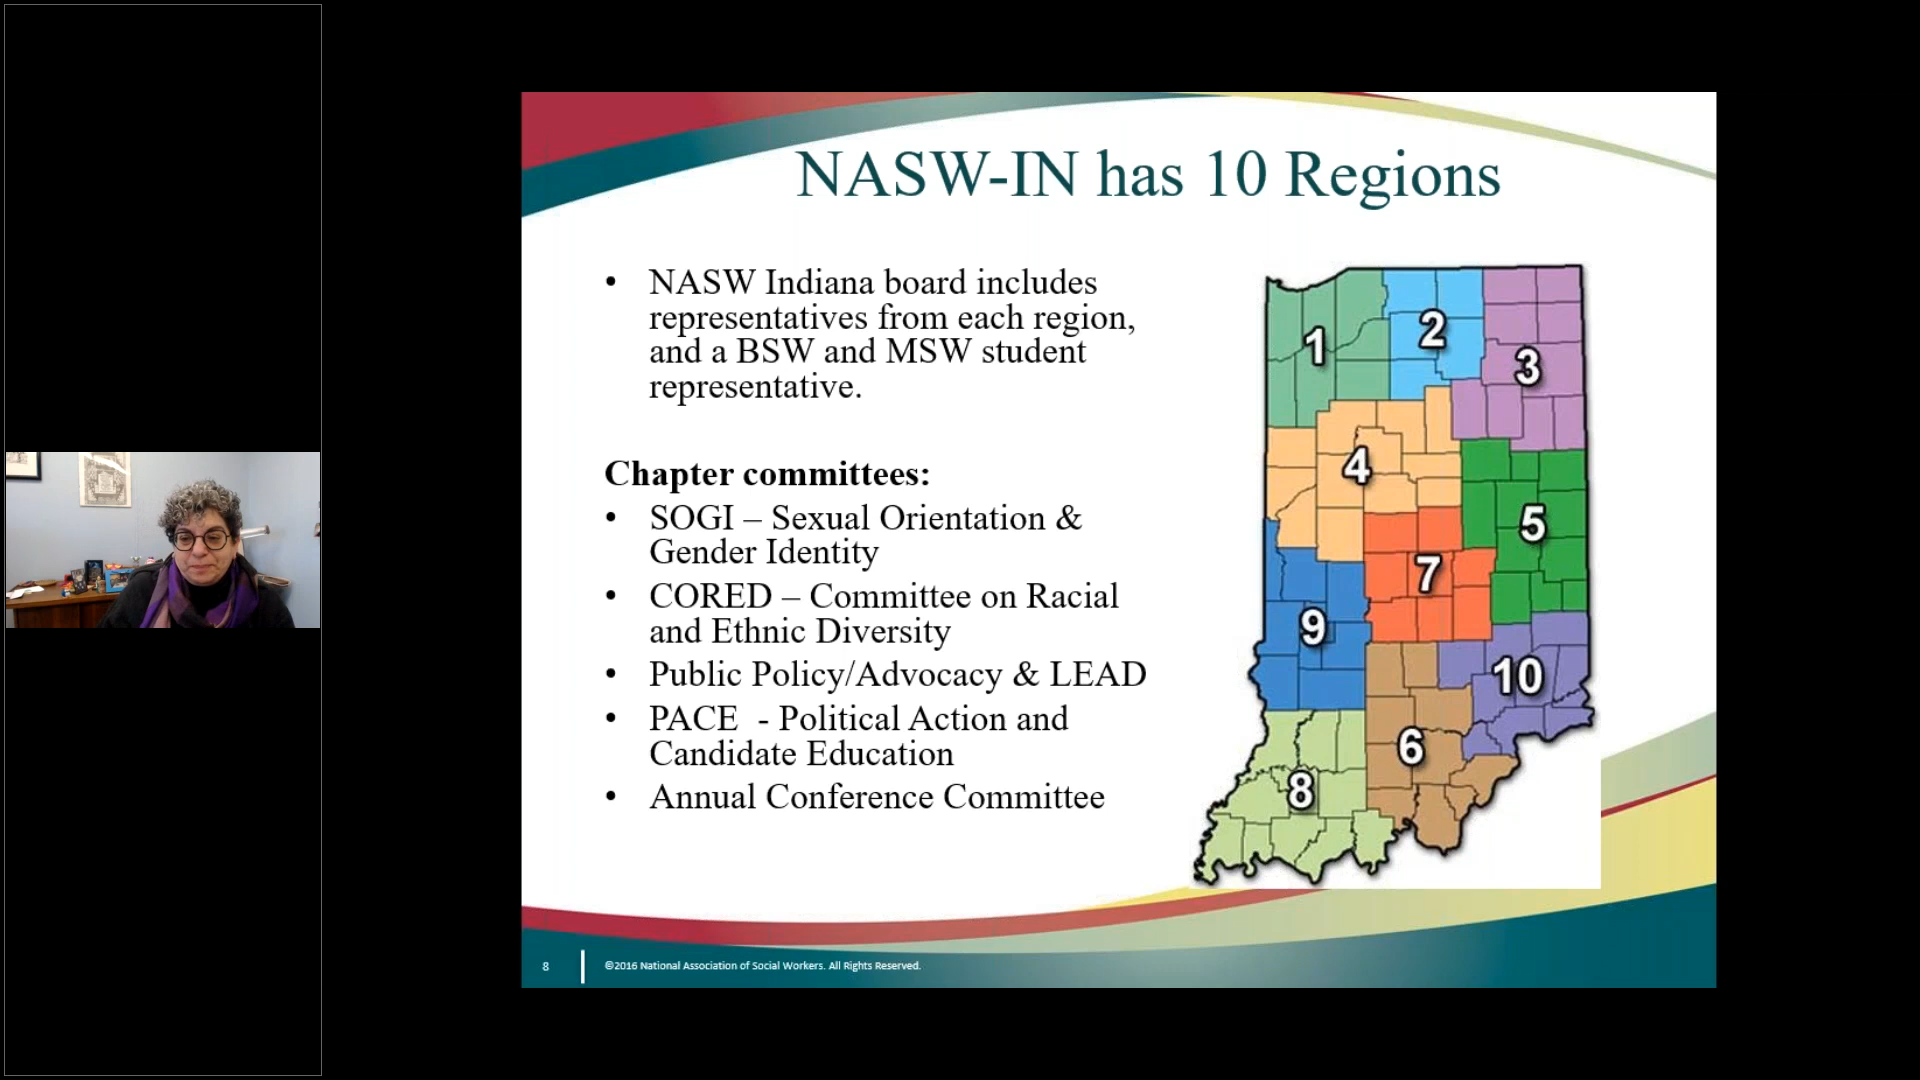 NASW-IN has 10 Regions
• NASW Indiana board includes
representatives from each region,
and a BSW and MSW student
representative.
Chapter committees:
• SOGI – Sexual Orientation &
Gender Identity
• CORED – Committee on Racial
and Ethnic Diversity
• Public Policy/Advocacy & LEAD
• PACE - Political Action and
Candidate Education
• Annual Conference Committee
1
2
3
4
5
7
9
10
6
8
8
©2016 National Association of Social Workers. All Rights Reserved.